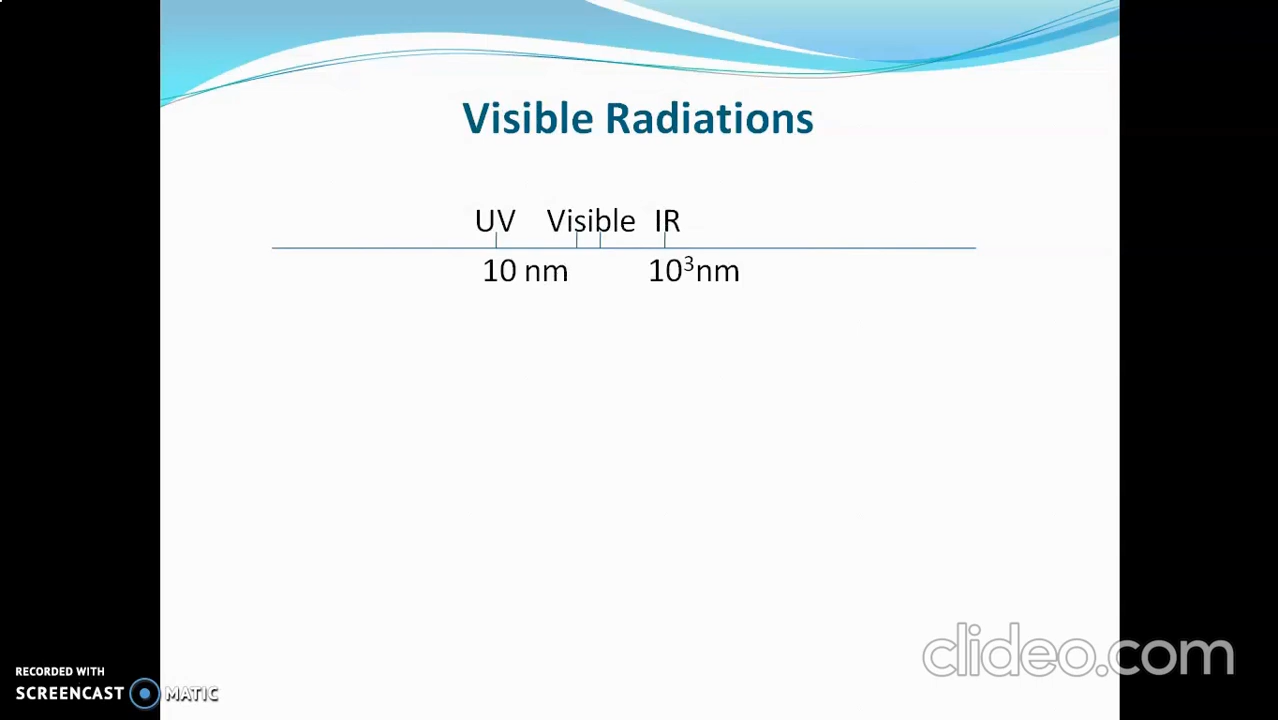 Visible Radiations
UV Visible IR
10 nm 10³nm
clideo.com
RECORDED WITH
SCREENCAST MATIC